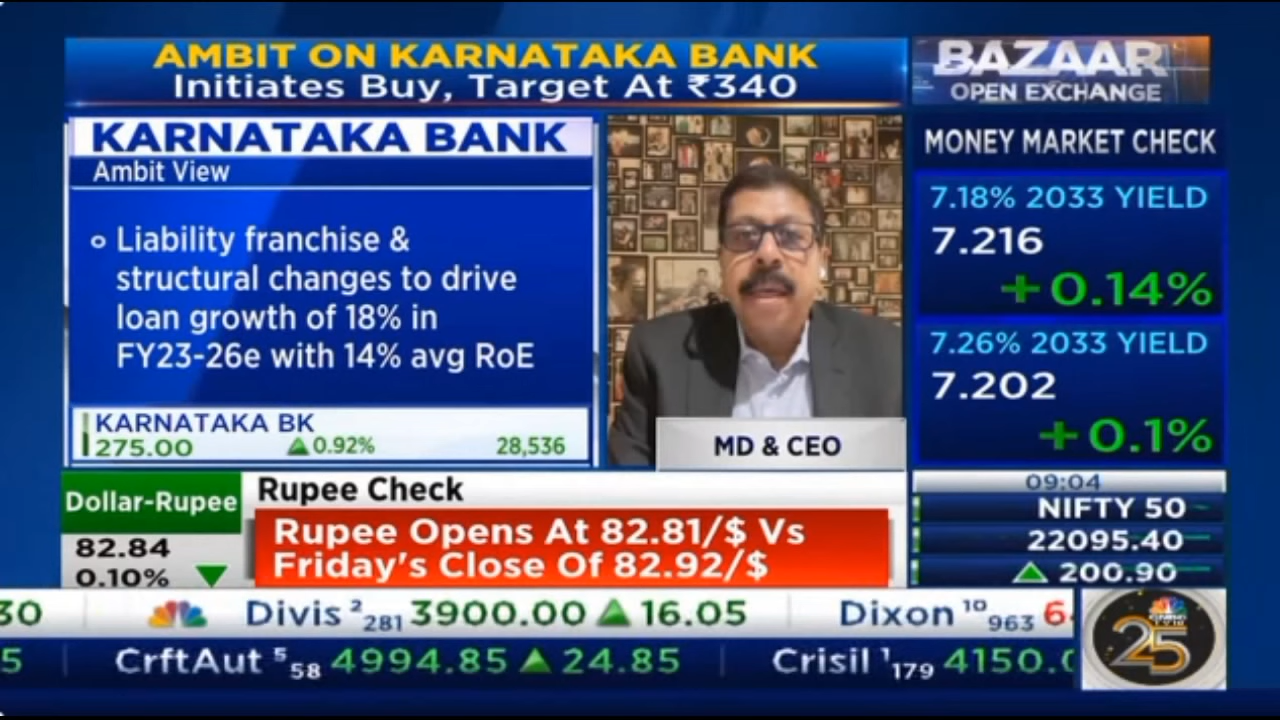 AMBIT ON KARNATAKA BANK
Initiates Buy, Target At ₹340
BAZAAR
OPEN EXCHANGE
KARNATAKA BANK
Ambit View
Liability franchise &
structural changes to drive
loan growth of 18% in
FY23-26e with 14% avg RoE
KARNATAKA BK
275.00 ▲0.92% 28,536
MD & CEO
MONEY MARKET CHECK
7.18% 2033 YIELD
7.216
+0.14%
7.26% 2033 YIELD
7.202
+0.1%
09:04
NIFTY 50
22095.40
▲ 200.90
Dollar-Rupee
82.84
0.10% ▼
Rupee Check
Rupee Opens At 82.81/$ Vs
Friday's Close Of 82.92/$
30 Divis ² 281 3900.00 ▲ 16.05 Dixon ¹⁰ 963 6
5 CrftAut ⁵ 58 4994.85 ▲ 24.85 Crisil ¹ 179 4150.0
25